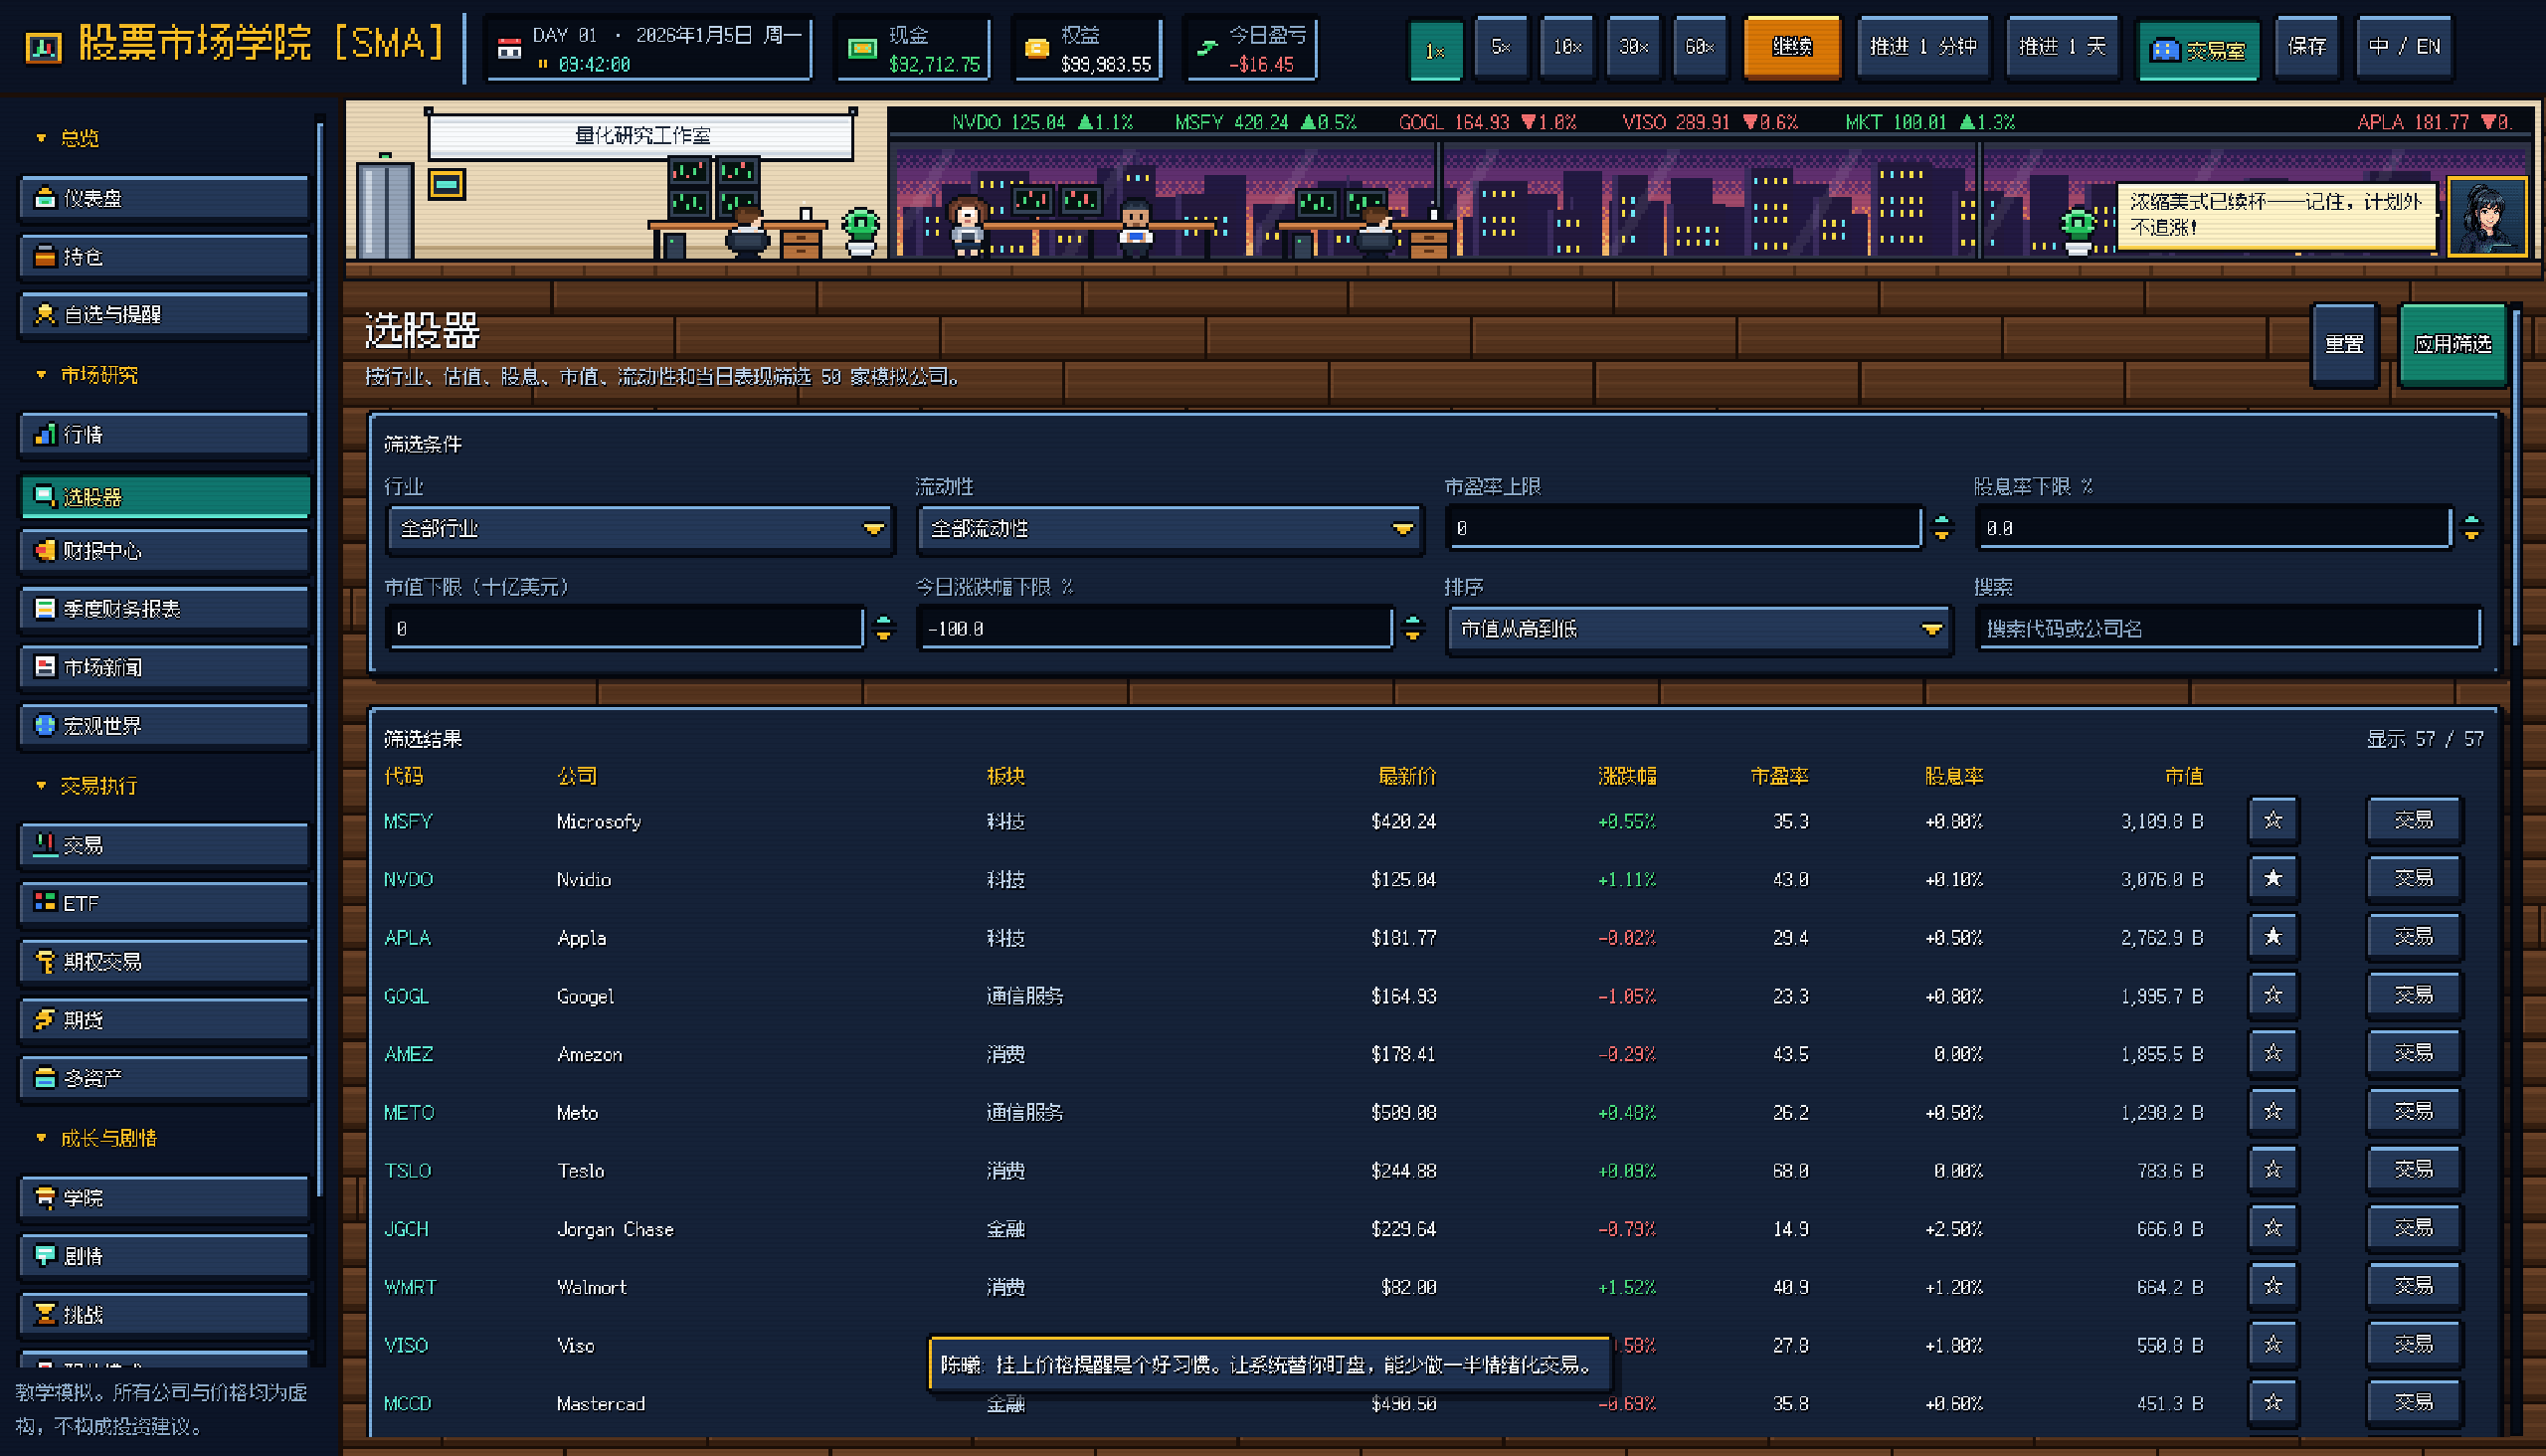 股票市场学院 [SMA]
DAY 01 · 2026年1月5日 周一
09:42:00
现金
$92,712.75
权益
$99,983.55
今日盈亏
-$16.45
1×
5×
10×
30×
60×
继续
推进 1 分钟
推进 1 天
交易室
保存
中 / EN
总览
仪表盘
持仓
自选与提醒
市场研究
行情
选股器
财报中心
季度财务报表
市场新闻
宏观世界
交易执行
交易
ETF
期权交易
期货
多资产
成长与剧情
学院
剧情
挑战
教学模拟。所有公司与价格均为虚
构，不构成投资建议。
量化研究工作室
NVDO 125.04 ▲1.1% MSFY 420.24 ▲0.5% GOGL 164.93 ▼1.0% VISO 289.91 ▼0.6% MKT 100.01 ▲1.3% APLA 181.77 ▼0.
浓缩美式已续杯——记住，计划外
不追涨！
选股器
按行业、估值、股息、市值、流动性和当日表现筛选 50 家模拟公司。
重置
应用筛选
筛选条件
行业 流动性 市盈率上限 股息率下限 %
全部行业 全部流动性 0 0.0
市值下限（十亿美元） 今日涨跌幅下限 % 排序 搜索
0 -100.0 市值从高到低 搜索代码或公司名
筛选结果 显示 57 / 57
代码 公司 板块 最新价 涨跌幅 市盈率 股息率 市值
MSFY Microsofy 科技 $420.24 +0.55% 35.3 +0.80% 3,109.8 B ☆ 交易
NVDO Nvidio 科技 $125.04 +1.11% 43.0 +0.10% 3,076.0 B ★ 交易
APLA Appla 科技 $181.77 -0.02% 29.4 +0.50% 2,762.9 B ★ 交易
GOGL Googel 通信服务 $164.93 -1.05% 23.3 +0.80% 1,995.7 B ☆ 交易
AMEZ Amezon 消费 $178.41 -0.29% 43.5 0.00% 1,855.5 B ☆ 交易
METO Meto 通信服务 $509.08 +0.48% 26.2 +0.50% 1,298.2 B ☆ 交易
TSLO Teslo 消费 $244.88 +0.09% 68.0 0.00% 783.6 B ☆ 交易
JGCH Jorgan Chase 金融 $229.64 -0.79% 14.9 +2.50% 666.0 B ☆ 交易
WMRT Walmort 消费 $82.00 +1.52% 40.9 +1.20% 664.2 B ☆ 交易
VISO Viso .58% 27.8 +1.80% 550.8 B ☆ 交易
陈曦: 挂上价格提醒是个好习惯。让系统替你盯盘，能少做一半情绪化交易。
MCCD Mastercad 金融 $490.50 -0.69% 35.8 +0.60% 451.3 B ☆ 交易